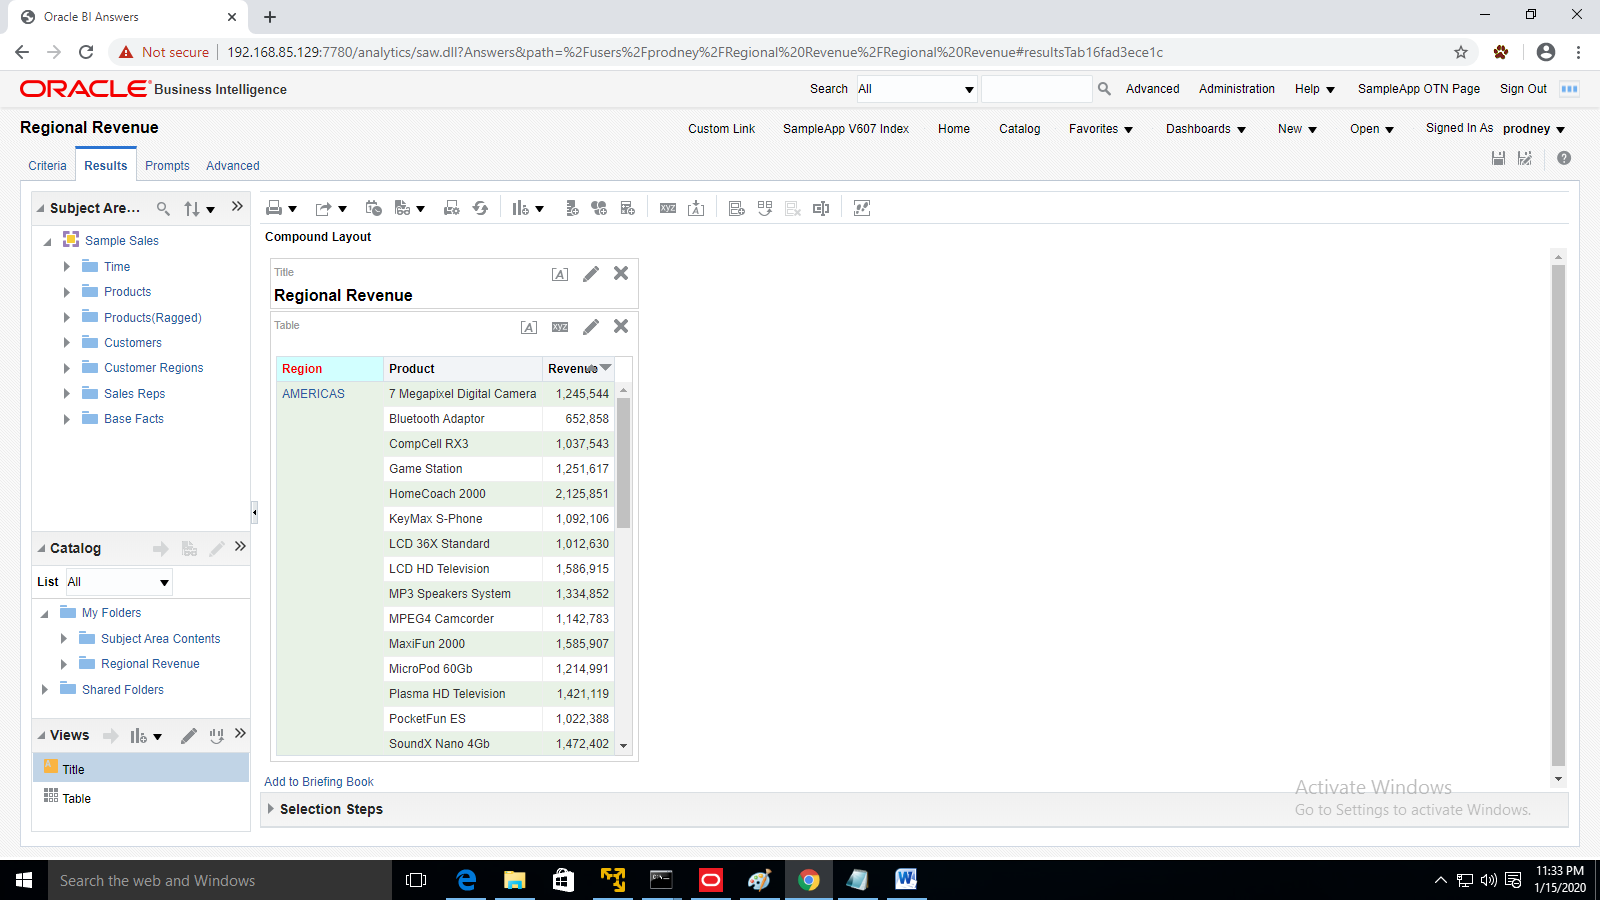 Oracle BI Answers
Not secure 192.168.85.129:7780/analytics/saw.dll?Answers&path=%2Fusers%2Fprodney%2FRegional%20Revenue%2FRegional%20Revenue#resultsTab16fad3ece1c
ORACLE Business Intelligence
Search All Advanced Administration Help SampleApp OTN Page Sign Out
Regional Revenue
Custom Link SampleApp V607 Index Home Catalog Favorites Dashboards New Open Signed In As prodney
Criteria Results Prompts Advanced
Subject Are...
Sample Sales
Time
Products
Products(Ragged)
Customers
Customer Regions
Sales Reps
Base Facts
Catalog
List All
My Folders
Subject Area Contents
Regional Revenue
Shared Folders
Views
Title
Table
Compound Layout
Title
Regional Revenue
Table
Region Product Revenue
AMERICAS 7 Megapixel Digital Camera 1,245,544
Bluetooth Adaptor 652,858
CompCell RX3 1,037,543
Game Station 1,251,617
HomeCoach 2000 2,125,851
KeyMax S-Phone 1,092,106
LCD 36X Standard 1,012,630
LCD HD Television 1,586,915
MP3 Speakers System 1,334,852
MPEG4 Camcorder 1,142,783
MaxiFun 2000 1,585,907
MicroPod 60Gb 1,214,991
Plasma HD Television 1,421,119
PocketFun ES 1,022,388
SoundX Nano 4Gb 1,472,402
Add to Briefing Book
Selection Steps
Activate Windows
Go to Settings to activate Windows.
Search the web and Windows
11:33 PM
1/15/2020